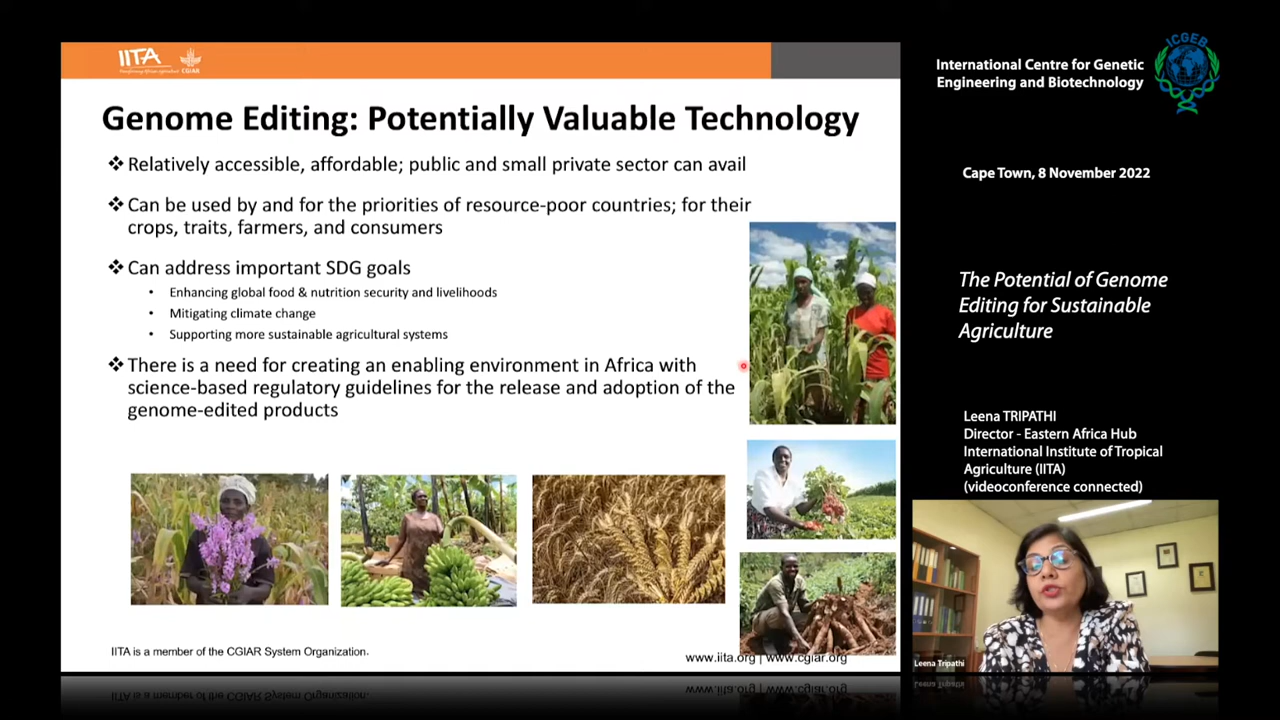 IITA
Transforming African Agriculture
CGIAR
Genome Editing: Potentially Valuable Technology
❖ Relatively accessible, affordable; public and small private sector can avail
❖ Can be used by and for the priorities of resource-poor countries; for their
crops, traits, farmers, and consumers
❖ Can address important SDG goals
• Enhancing global food & nutrition security and livelihoods
• Mitigating climate change
• Supporting more sustainable agricultural systems
❖ There is a need for creating an enabling environment in Africa with
science-based regulatory guidelines for the release and adoption of the
genome-edited products
IITA is a member of the CGIAR System Organization.
www.iita.org | www.cgiar.org
International Centre for Genetic
Engineering and Biotechnology
ICGEB
Cape Town, 8 November 2022
The Potential of Genome
Editing for Sustainable
Agriculture
Leena TRIPATHI
Director - Eastern Africa Hub
International Institute of Tropical
Agriculture (IITA)
(videoconference connected)
Leena Tripathi